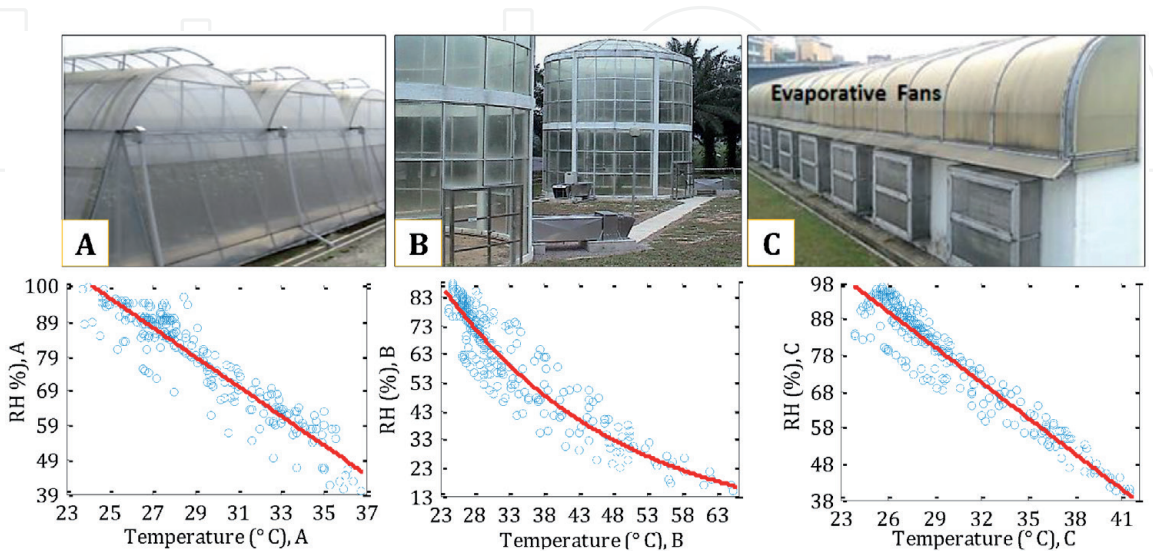 Evaporative Fans
A
B
C
100
89
79
69
59
49
39
RH (%), A
23 25 27 29 31 33 35 37
Temperature (° C), A
83
73
63
53
43
33
23
13
RH (%), B
23 28 33 38 43 48 53 58 63
Temperature (° C), B
98
88
78
68
58
48
38
RH (%), C
23 26 29 32 35 38 41
Temperature (° C), C